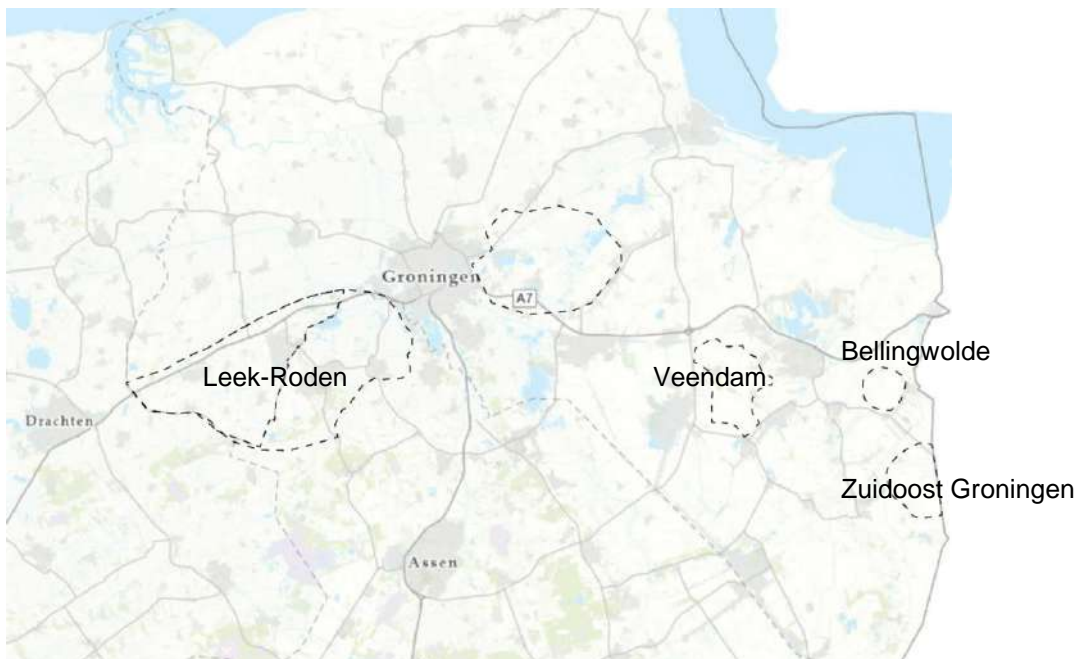 Groningen
A7
Bellingwolde
Leek-Roden
Veendam
Drachten
Zuidoost Groningen
Assen